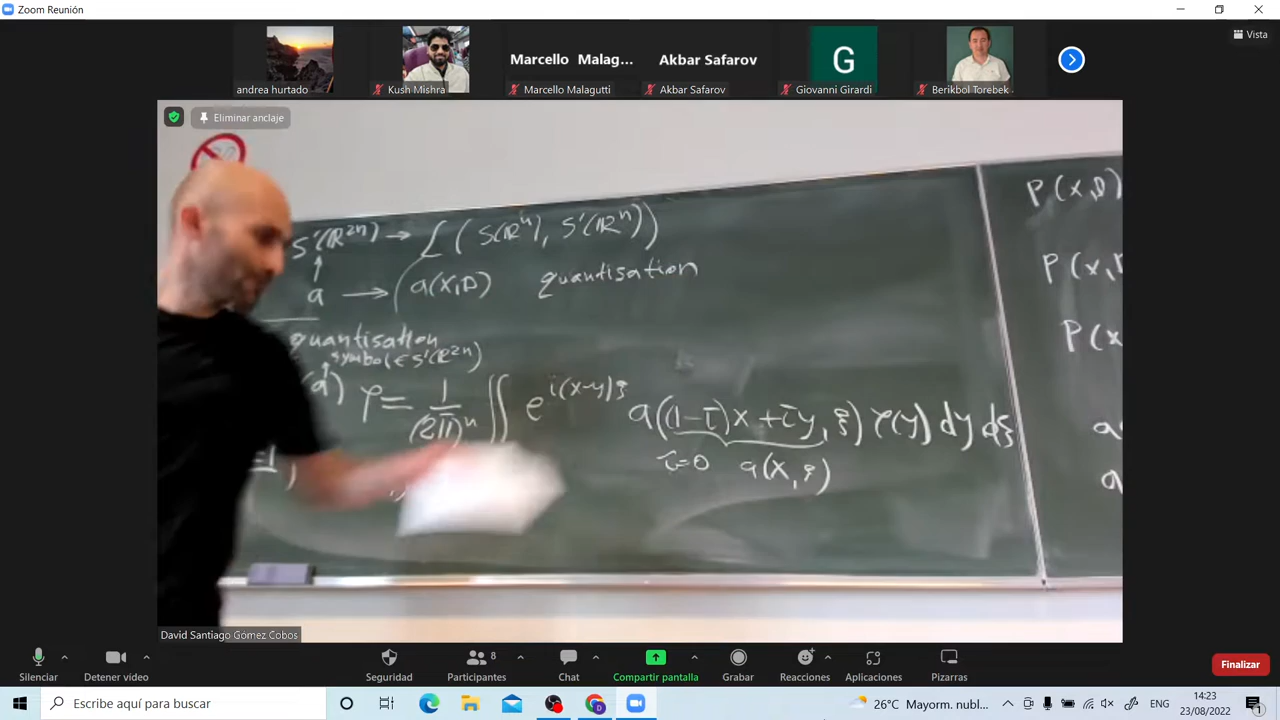 Zoom Reunión
Vista
andrea hurtado
Kush Mishra
Marcello Malag...
Marcello Malagutti
Akbar Safarov
Akbar Safarov
G
Giovanni Girardi
Berikbol Torebek
Eliminar anclaje
S'(ℝ²ⁿ) → L(S(ℝⁿ), S'(ℝⁿ))
↑
a → a(x,D) quantisation
quantisation
symbol ∈ S'(ℝ²ⁿ)
(a) φ = 1/(2π)ⁿ ∬ e^{i(x-y)ξ} a((1-τ)x+τy, ξ) φ(y) dy dξ
τ=0 a(x,ξ)
=1,
P(x,D)
P(x,D
P(x
a
a
David Santiago Gómez Cobos
Silenciar
Detener video
Seguridad
8
Participantes
Chat
Compartir pantalla
Grabar
Reacciones
Aplicaciones
Pizarras
Finalizar
Escribe aquí para buscar
26°C Mayorm. nubl...
ENG
14:23
23/08/2022
1